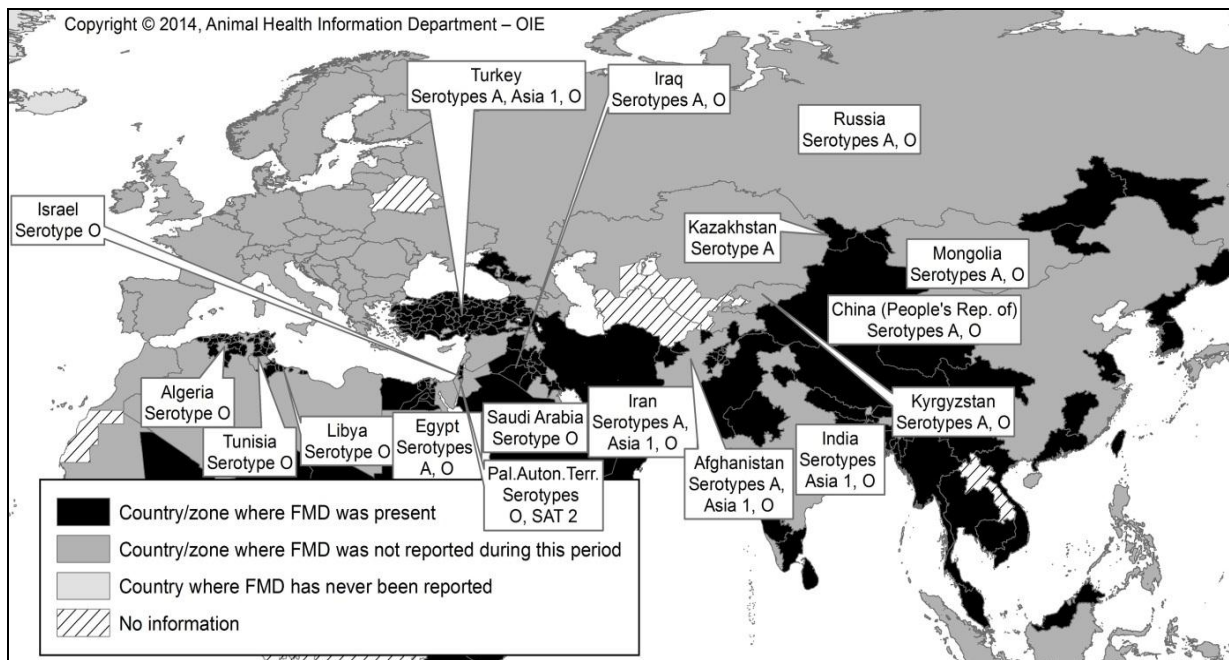 Copyright © 2014, Animal Health Information Department – OIE
Turkey
Serotypes A, Asia 1, O
Iraq
Serotypes A, O
Russia
Serotypes A, O
Israel
Serotype O
Kazakhstan
Serotype A
Mongolia
Serotypes A, O
China (People's Rep. of)
Serotypes A, O
Algeria
Serotype O
Tunisia
Serotype O
Libya
Serotype O
Egypt
Serotypes
A, O
Saudi Arabia
Serotype O
Pal.Auton.Terr.
Serotypes
O, SAT 2
Iran
Serotypes A,
Asia 1, O
Afghanistan
Serotypes A,
Asia 1, O
India
Serotypes
Asia 1, O
Kyrgyzstan
Serotypes A, O
Country/zone where FMD was present
Country/zone where FMD was not reported during this period
Country where FMD has never been reported
No information